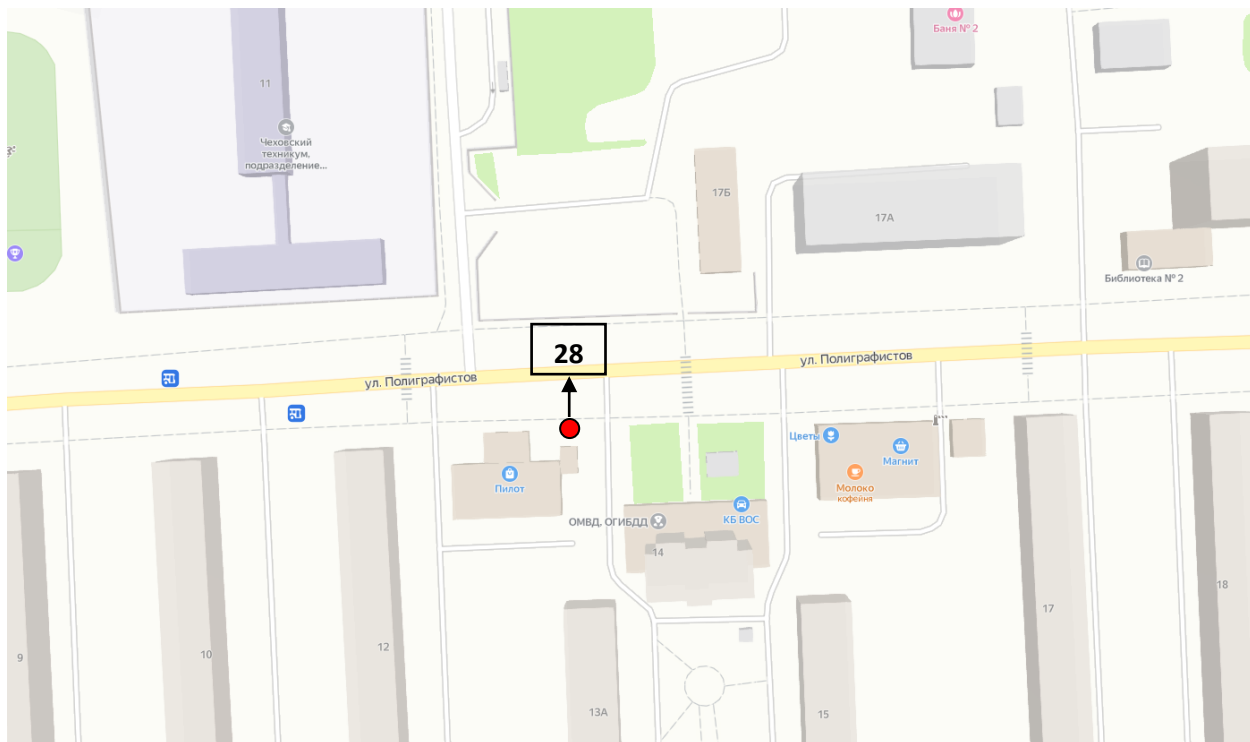 Баня № 2
11
Чеховский
техникум,
подразделение...
17Б
17А
Библиотека № 2
28
ул. Полиграфистов
ул. Полиграфистов
Цветы
Магнит
Молоко
кофейня
Пилот
ОМВД, ОГИБДД
КБ ВОС
14
18
17
12
10
9
13А
15